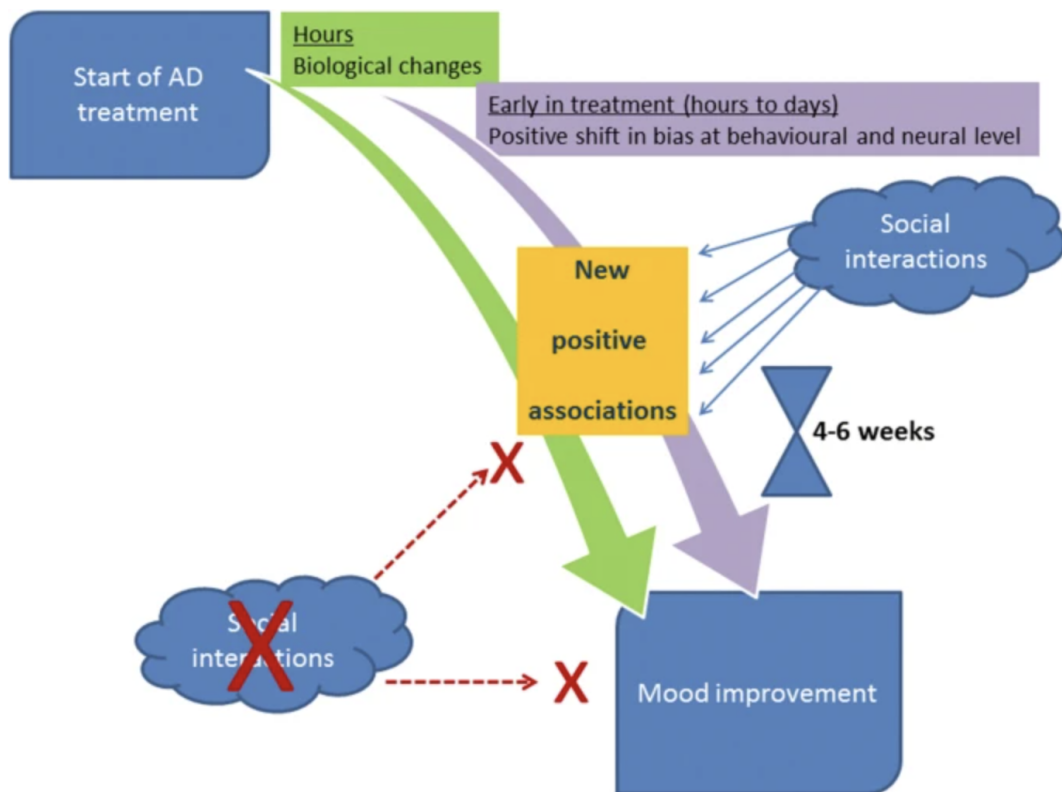 Start of AD
treatment
Hours
Biological changes
Early in treatment (hours to days)
Positive shift in bias at behavioural and neural level
Social
interactions
New
positive
associations
4-6 weeks
X
Social
interactions
X
X
Mood improvement